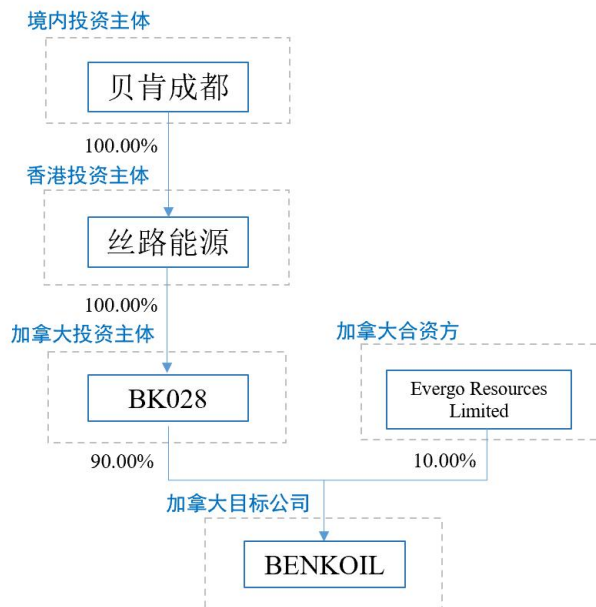 境内投资主体
贝肯成都
100.00%
香港投资主体
丝路能源
100.00%
加拿大投资主体
加拿大合资方
BK028
Evergo Resources
Limited
90.00%
10.00%
加拿大目标公司
BENKOIL